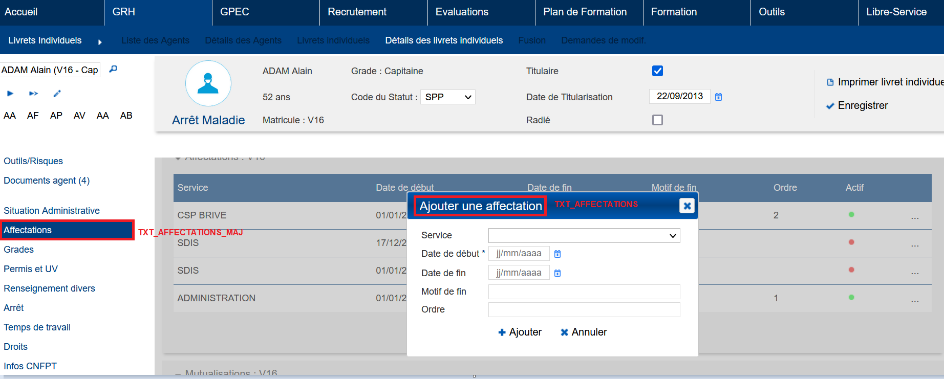 Accueil GRH GPEC Recrutement Evaluations Plan de Formation Formation Outils Libre-Service
Livrets Individuels Liste des Agents Détails des Agents Livrets individuels Détails des livrets individuels Fusion Demandes de modif.
ADAM Alain (V16 - Cap
AA AF AP AV AA AB
ADAM Alain Grade : Capitaine Titulaire
52 ans Code du Statut : SPP Date de Titularisation 22/09/2013
Arrêt Maladie Matricule : V16 Radié
Imprimer livret individue
Enregistrer
Outils/Risques
Documents agent (4)
Situation Administrative
Affectations TXT_AFFECTATIONS_MAJ
Grades
Permis et UV
Renseignement divers
Arrêt
Temps de travail
Droits
Infos CNFPT
Affectations : V16
Service Date de début Date de fin Motif de fin Ordre Actif
CSP BRIVE 01/01/2 2 ...
SDIS 17/12/2 ...
SDIS ...
ADMINISTRATION 01/01/2 1 ...
Mutualisations : V16
Ajouter une affectation TXT_AFFECTATIONS
Service
Date de début * jj/mm/aaaa
Date de fin jj/mm/aaaa
Motif de fin
Ordre
Ajouter Annuler